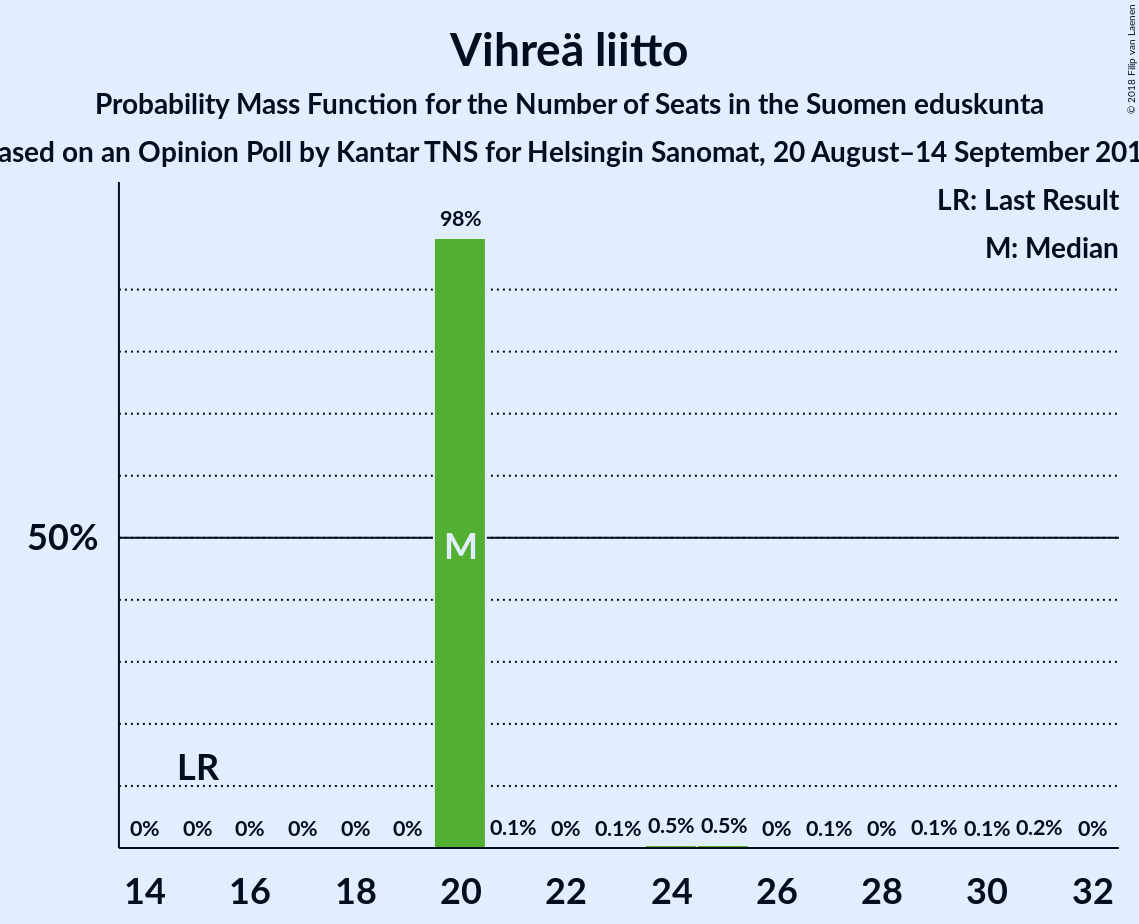 Vihreä liitto
Probability Mass Function for the Number of Seats in the Suomen eduskunta
ased on an Opinion Poll by Kantar TNS for Helsingin Sanomat, 20 August–14 September 201
© 2018 Filip van Laenen
LR: Last Result
M: Median
98%
50%
M
LR
0% 0% 0% 0% 0% 0% 0.1% 0% 0.1% 0.5% 0.5% 0% 0.1% 0% 0.1% 0.1% 0.2% 0%
14 16 18 20 22 24 26 28 30 32